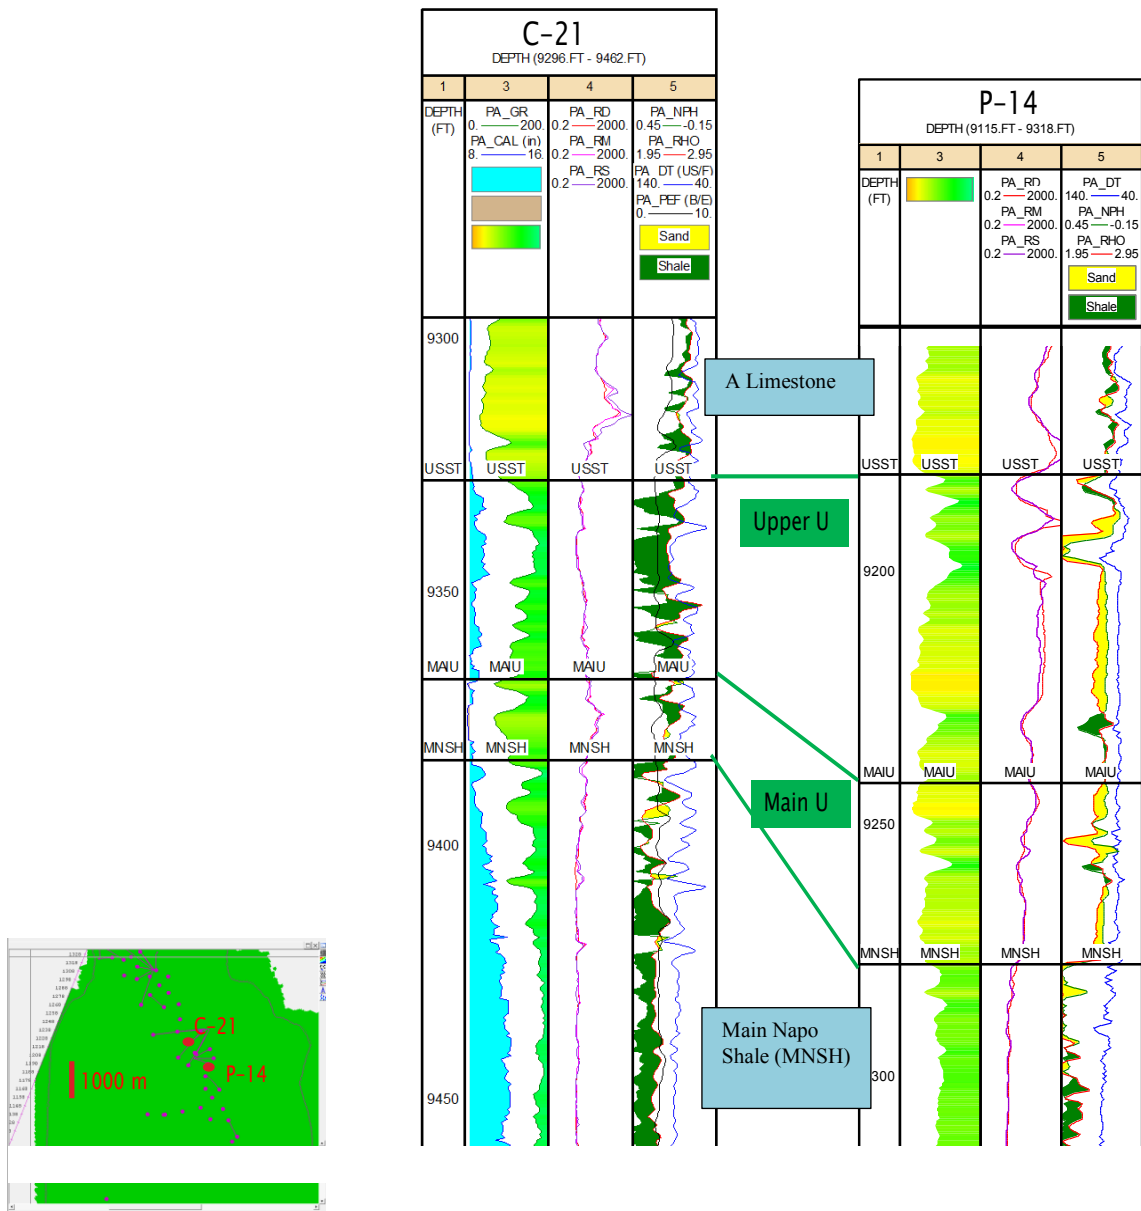 C-21
DEPTH (9296.FT - 9462.FT)
1 3 4 5
DEPTH (FT)
PA_GR
0. 200.
PA_CAL (in)
8. 16.
PA_RD
0.2 2000.
PA_RM
0.2 2000.
PA_RS
0.2 2000.
PA_NPH
0.45 -0.15
PA_RHO
1.95 2.95
PA_DT (US/F)
140. 40.
PA_PEF (B/E)
0. 10.
Sand
Shale
9300
USST USST USST USST
9350
MAIU MAIU MAIU MAIU
MNSH MNSH MNSH MNSH
9400
9450
A Limestone
Upper U
Main U
Main Napo
Shale (MNSH)
P-14
DEPTH (9115.FT - 9318.FT)
1 3 4 5
DEPTH
(FT)
PA_RD
0.2 2000.
PA_RM
0.2 2000.
PA_RS
0.2 2000.
PA_DT
140. 40.
PA_NPH
0.45 -0.15
PA_RHO
1.95 2.95
Sand
Shale
USST USST USST USST
9200
MAIU MAIU MAIU MAIU
9250
MNSH MNSH MNSH MNSH
300
C-21
P-14
1000 m